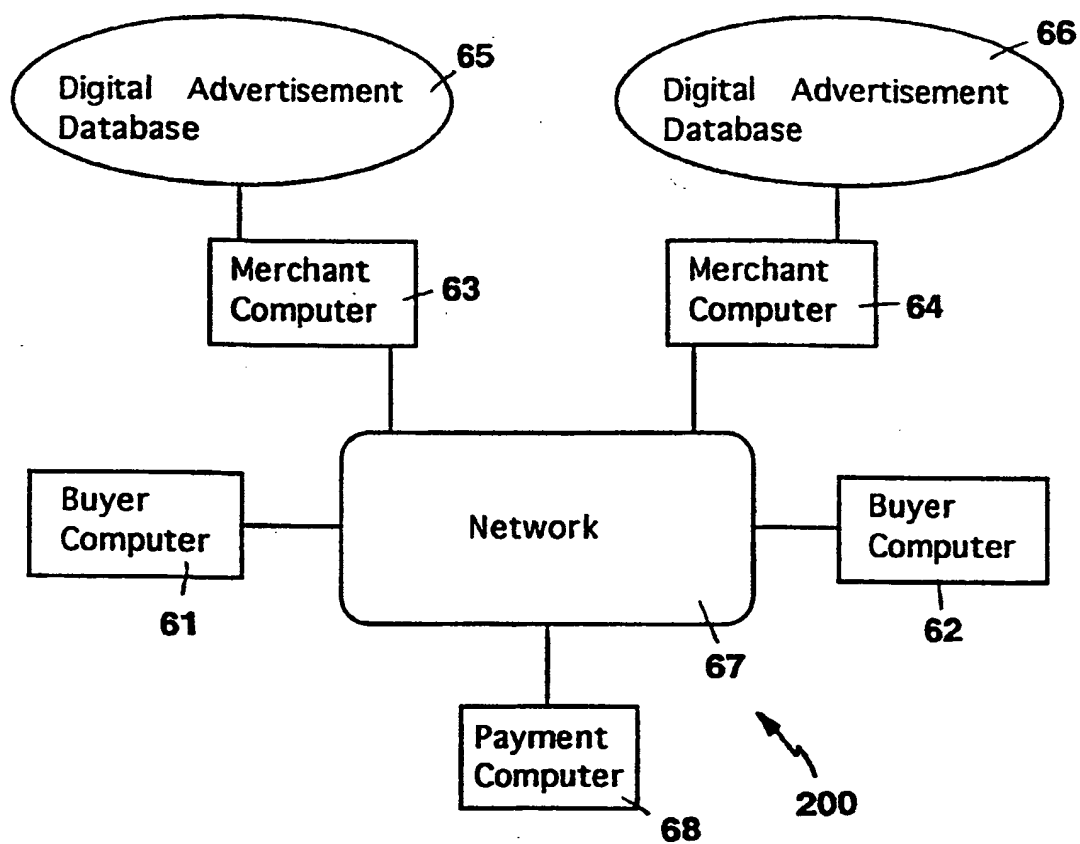 65
Digital Advertisement
Database
66
Digital Advertisement
Database
Merchant
Computer
63
Merchant
Computer
64
Buyer
Computer
61
Network
67
Buyer
Computer
62
Payment
Computer
68
200